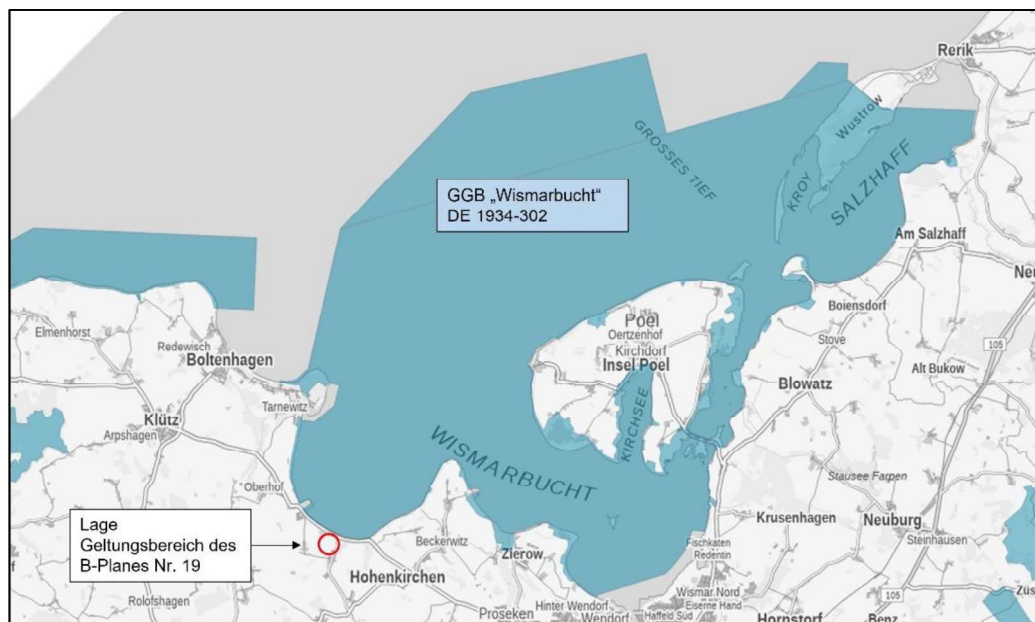 Rerik
Wustrow
GROSSES TIEF
KROY
SALZHAFF
GGB „Wismarbucht“
DE 1934-302
Am Salzhaff
Boiensdorf
Stove
105
Alt Bukow
Poel
Oertzenhof
Kirchdorf
Insel Poel
KIRCHSEE
Blowatz
Elmenhorst
Redewisch
Boltenhagen
Tarnewitz
Klütz
Arpshagen
WISMARBUCHT
Stausee Farpen
Oberhof
Lage
Geltungsbereich des
B-Planes Nr. 19
Beckerwitz
Zierow
Hohenkirchen
Krusenhagen
Neuburg
Steinhausen
Fischkaten
Redentin
Rolofshagen
Proseken
Hinter Wendorf
Wendorf
Haffeld Süd
Wismar Nord
Eiserne Hand
Hornstorf
105
Benz